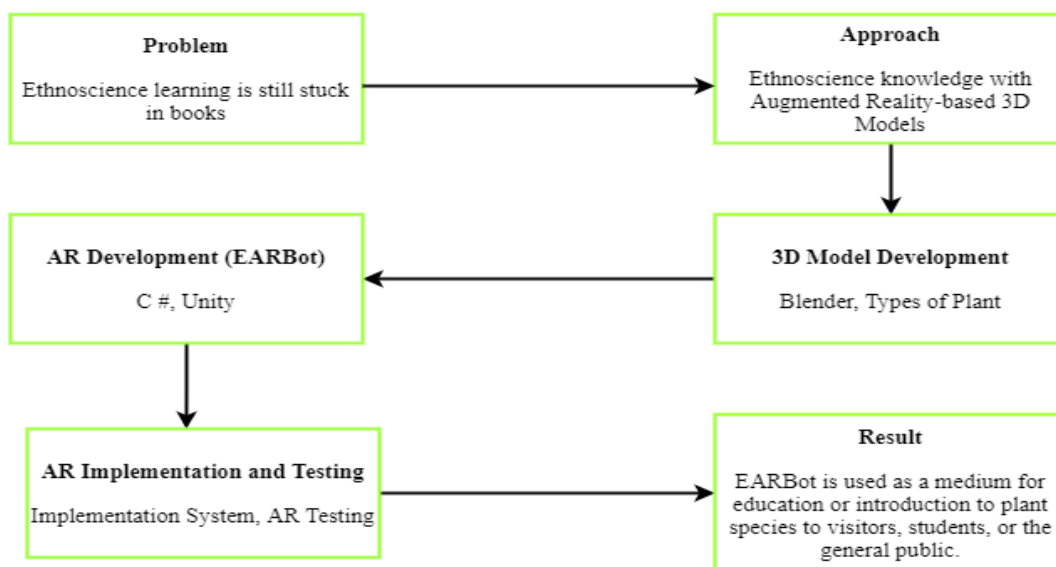 Problem
Ethnoscience learning is still stuck
in books
Approach
Ethnoscience knowledge with
Augmented Reality-based 3D
Models
3D Model Development
Blender, Types of Plant
AR Development (EARBot)
C #, Unity
AR Implementation and Testing
Implementation System, AR Testing
Result
EARBot is used as a medium for
education or introduction to plant
species to visitors, students, or the
general public.